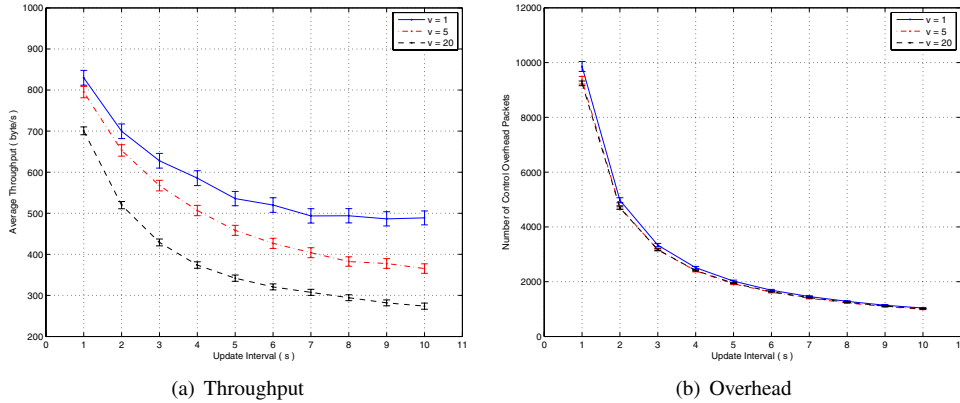 1000
900
800
700
600
500
400
300
200
Average Throughput ( byte/s )
0 1 2 3 4 5 6 7 8 9 10 11
Update Interval ( s )
v = 1
v = 5
v = 20
(a) Throughput
12000
10000
8000
6000
4000
2000
0
Number of Control Overhead Packets
0 1 2 3 4 5 6 7 8 9 10 11
Update Interval ( s )
v = 1
v = 5
v = 20
(b) Overhead